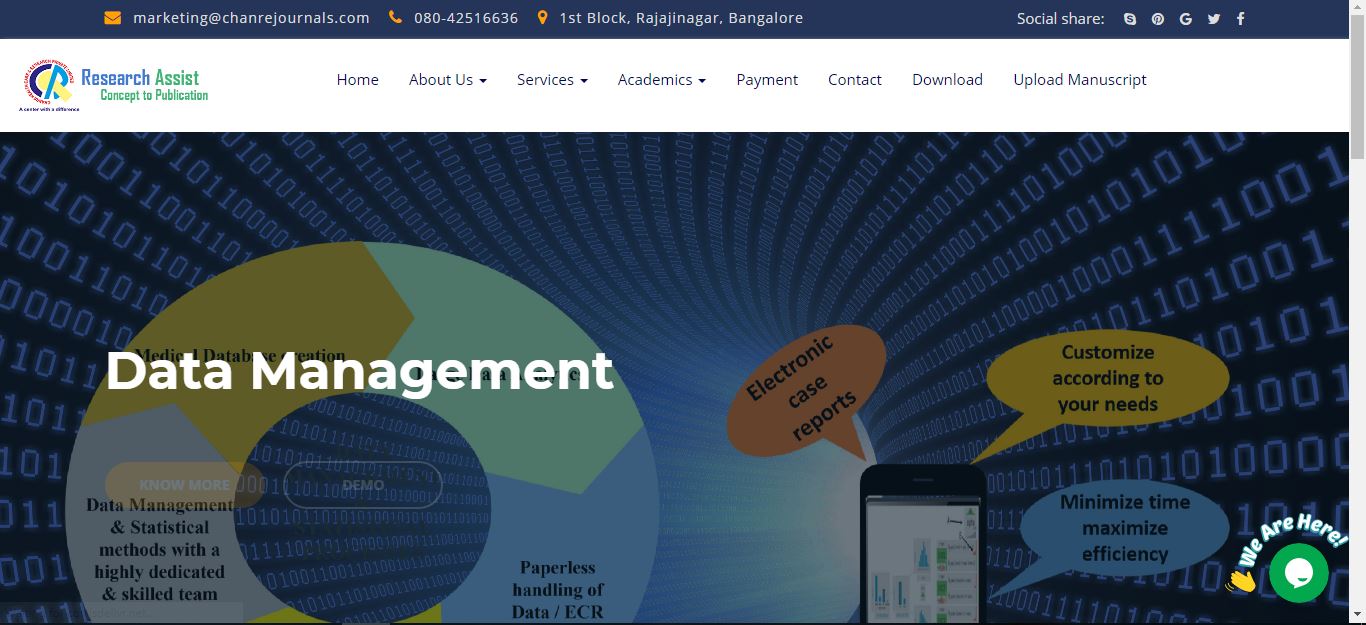 marketing@chanrejournals.com 080-42516636 1st Block, Rajajinagar, Bangalore Social share:
Research Assist
Concept to Publication
A center with a difference
Home About Us Services Academics Payment Contact Download Upload Manuscript
Medical Database creation
Data Management
Electronic
case
reports
Customize
according to
your needs
KNOW MORE DEMO
Data Management
& Statistical
methods with a
highly dedicated
& skilled team
Paperless
handling of
Data / ECR
Minimize time
maximize
efficiency
We Are Here!